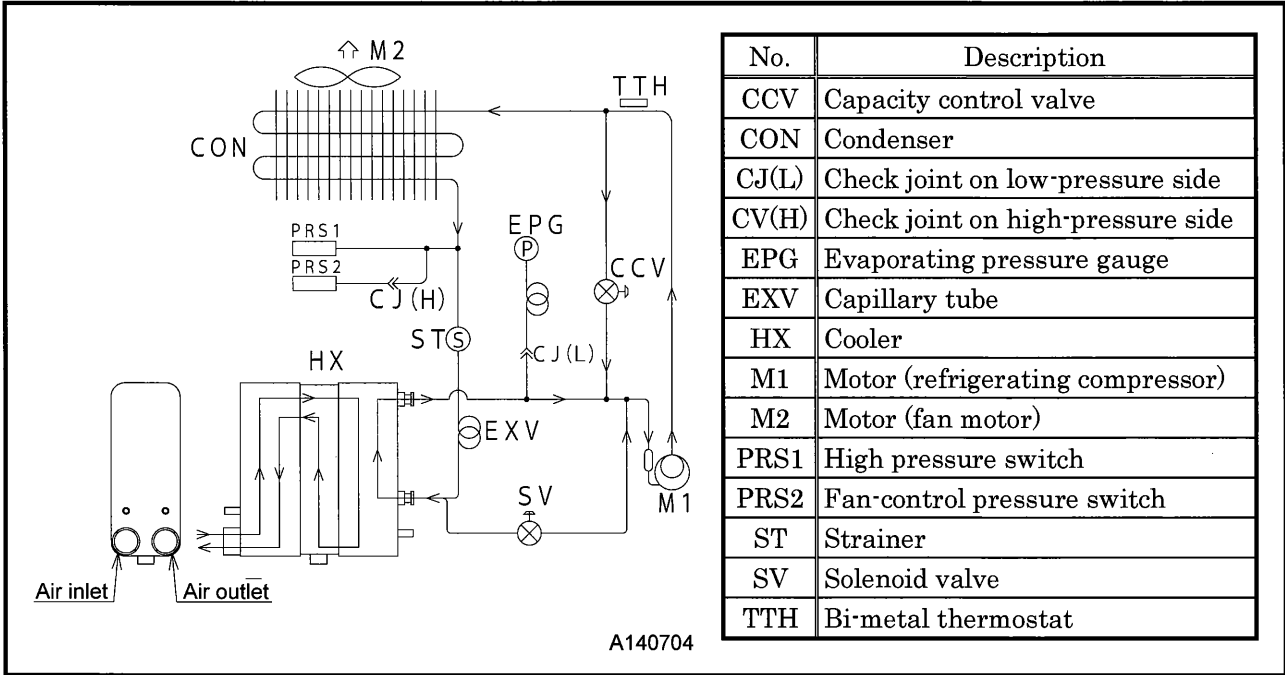 M2
TTH
CON
PRS1
PRS2
CJ(H)
EPG
P
CCV
ST
S
CJ(L)
HX
EXV
SV
M1
Air inlet
Air outlet
A140704
No. Description
CCV Capacity control valve
CON Condenser
CJ(L) Check joint on low-pressure side
CV(H) Check joint on high-pressure side
EPG Evaporating pressure gauge
EXV Capillary tube
HX Cooler
M1 Motor (refrigerating compressor)
M2 Motor (fan motor)
PRS1 High pressure switch
PRS2 Fan-control pressure switch
ST Strainer
SV Solenoid valve
TTH Bi-metal thermostat